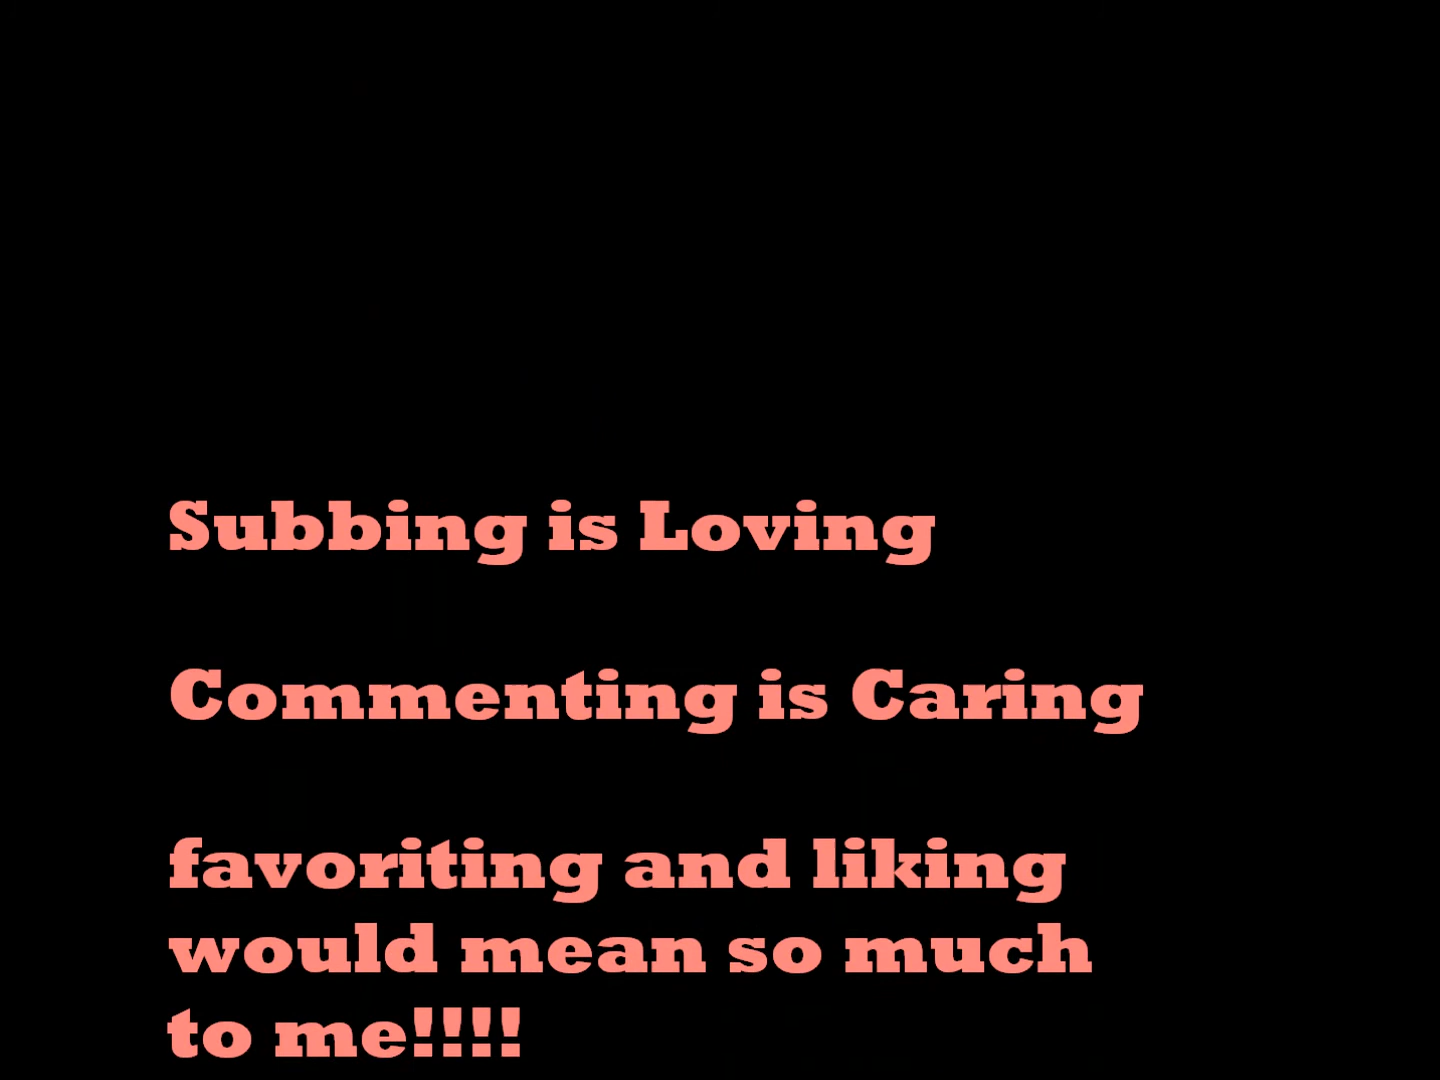 Subbing is Loving
Commenting is Caring
favoriting and liking
would mean so much
to me!!!!